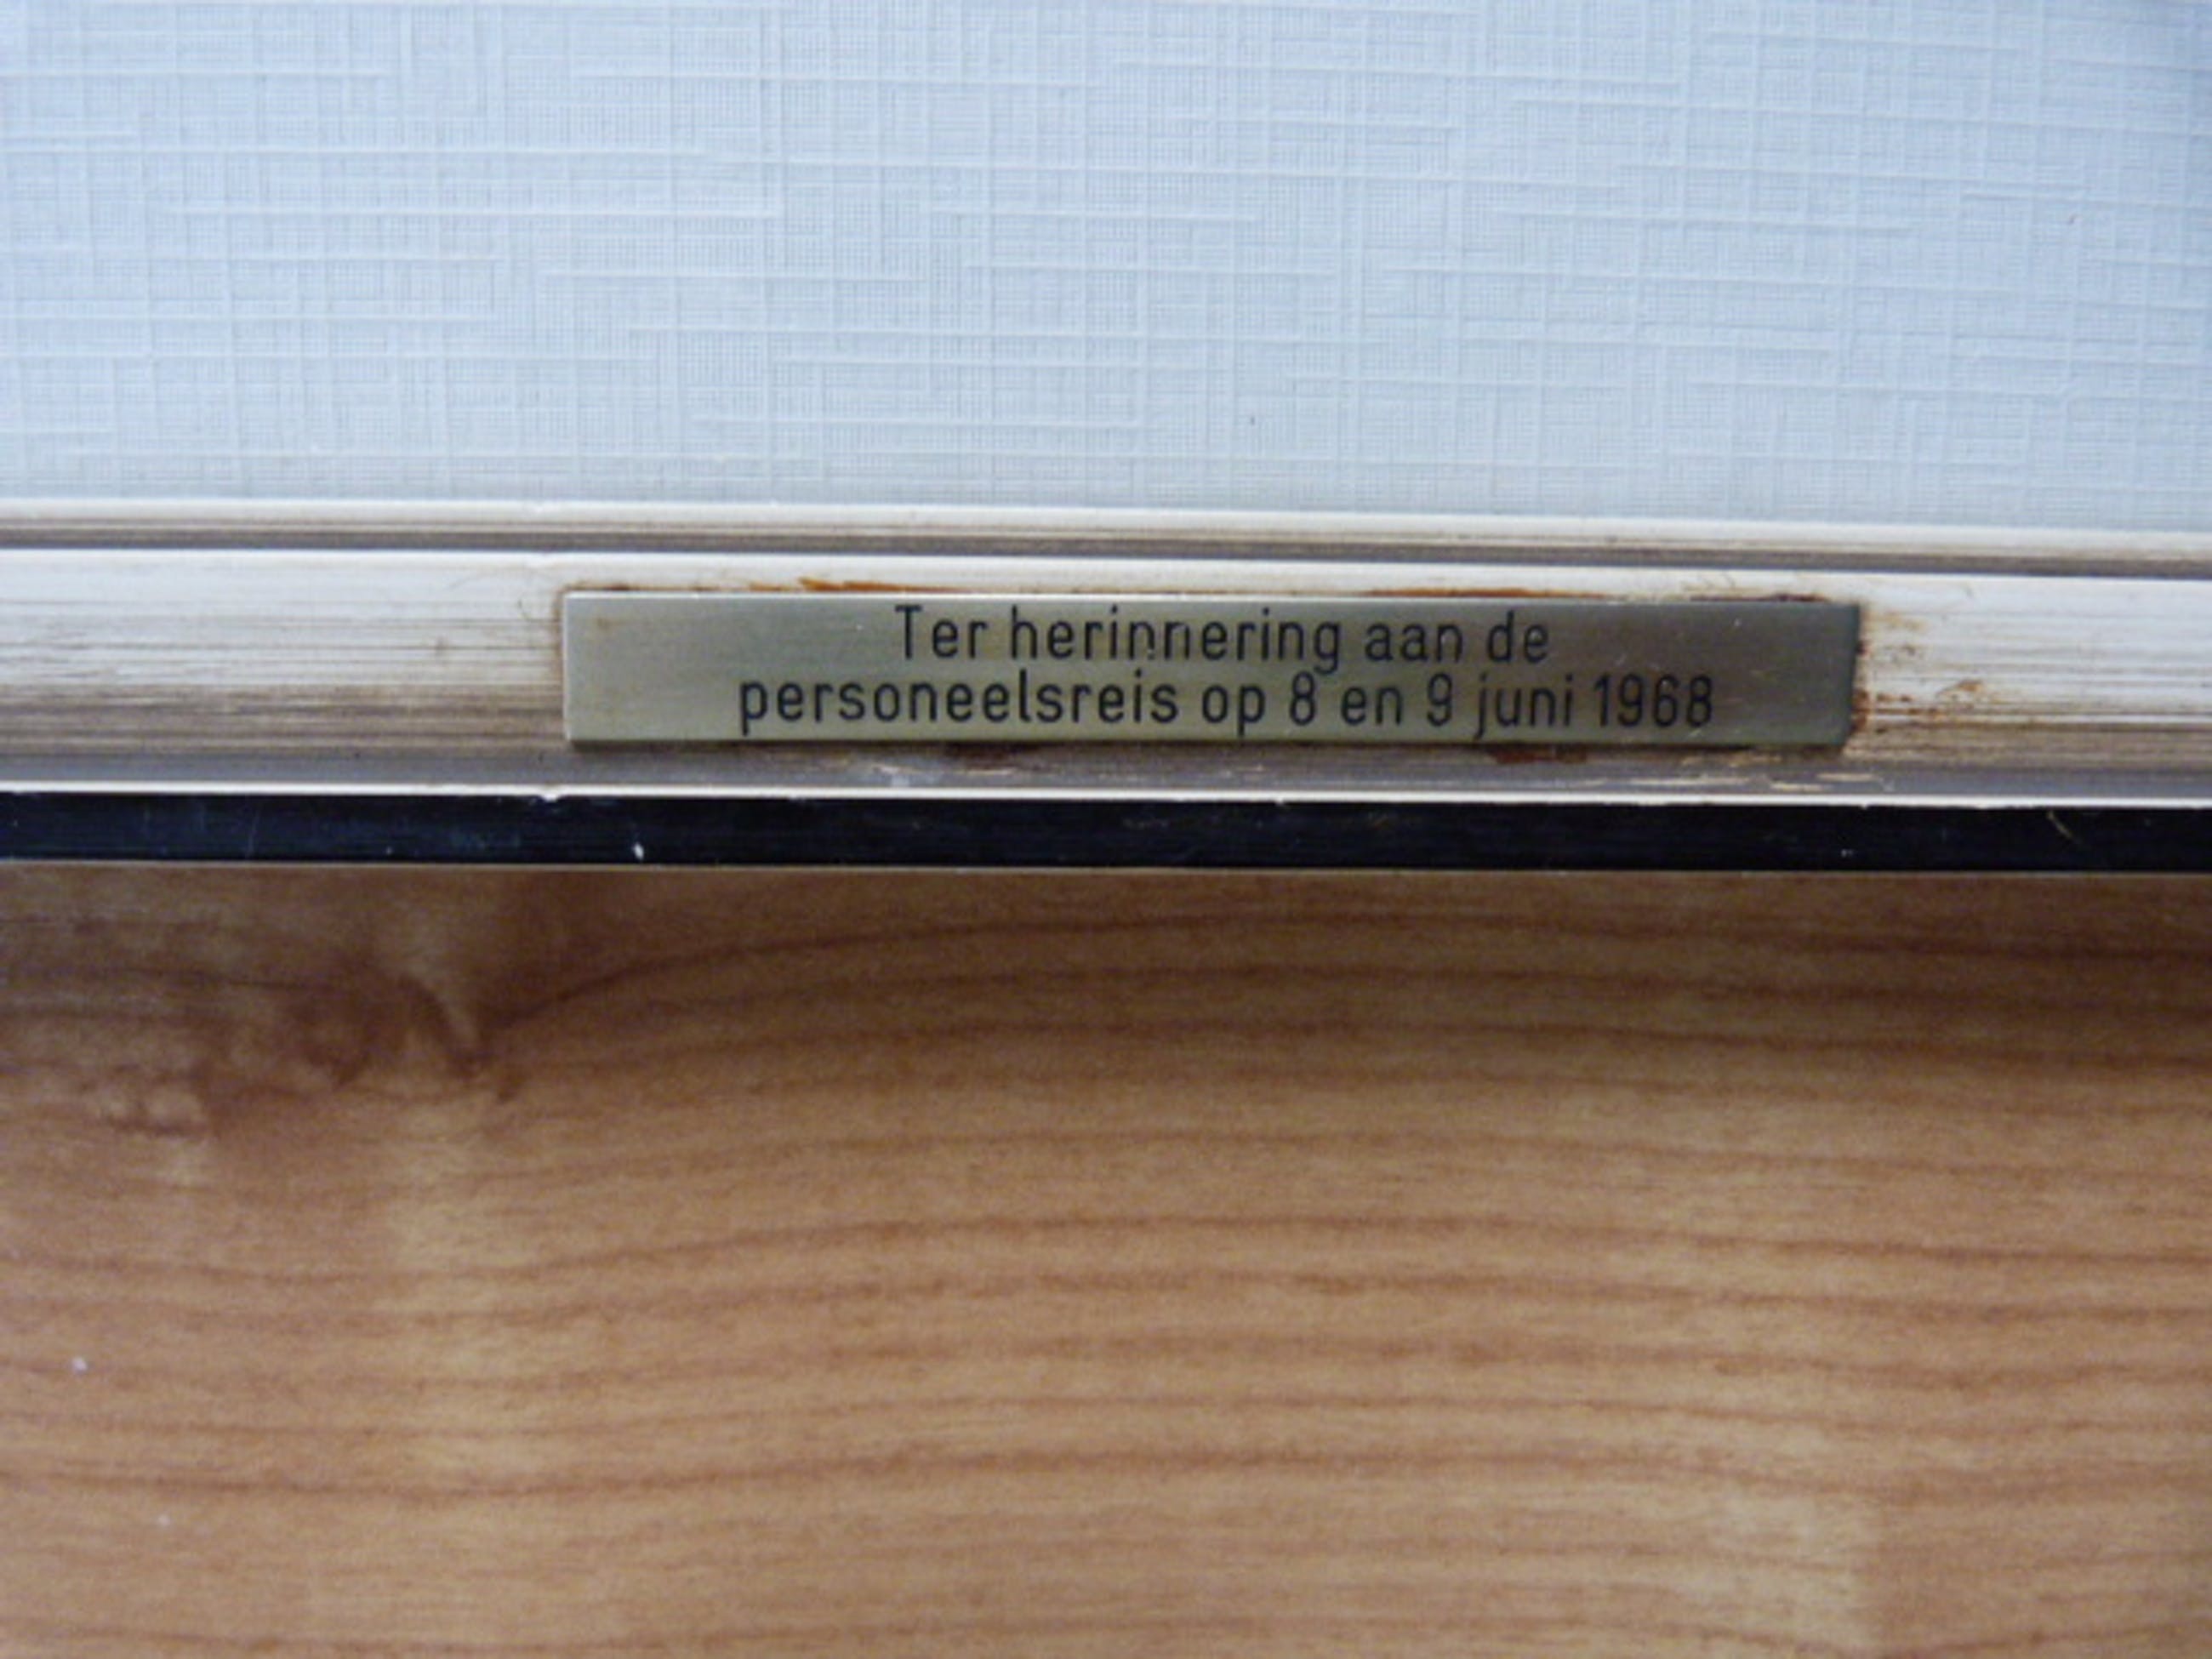 Ter herinnering aan de
personeelsreis op 8 en 9 juni 1968